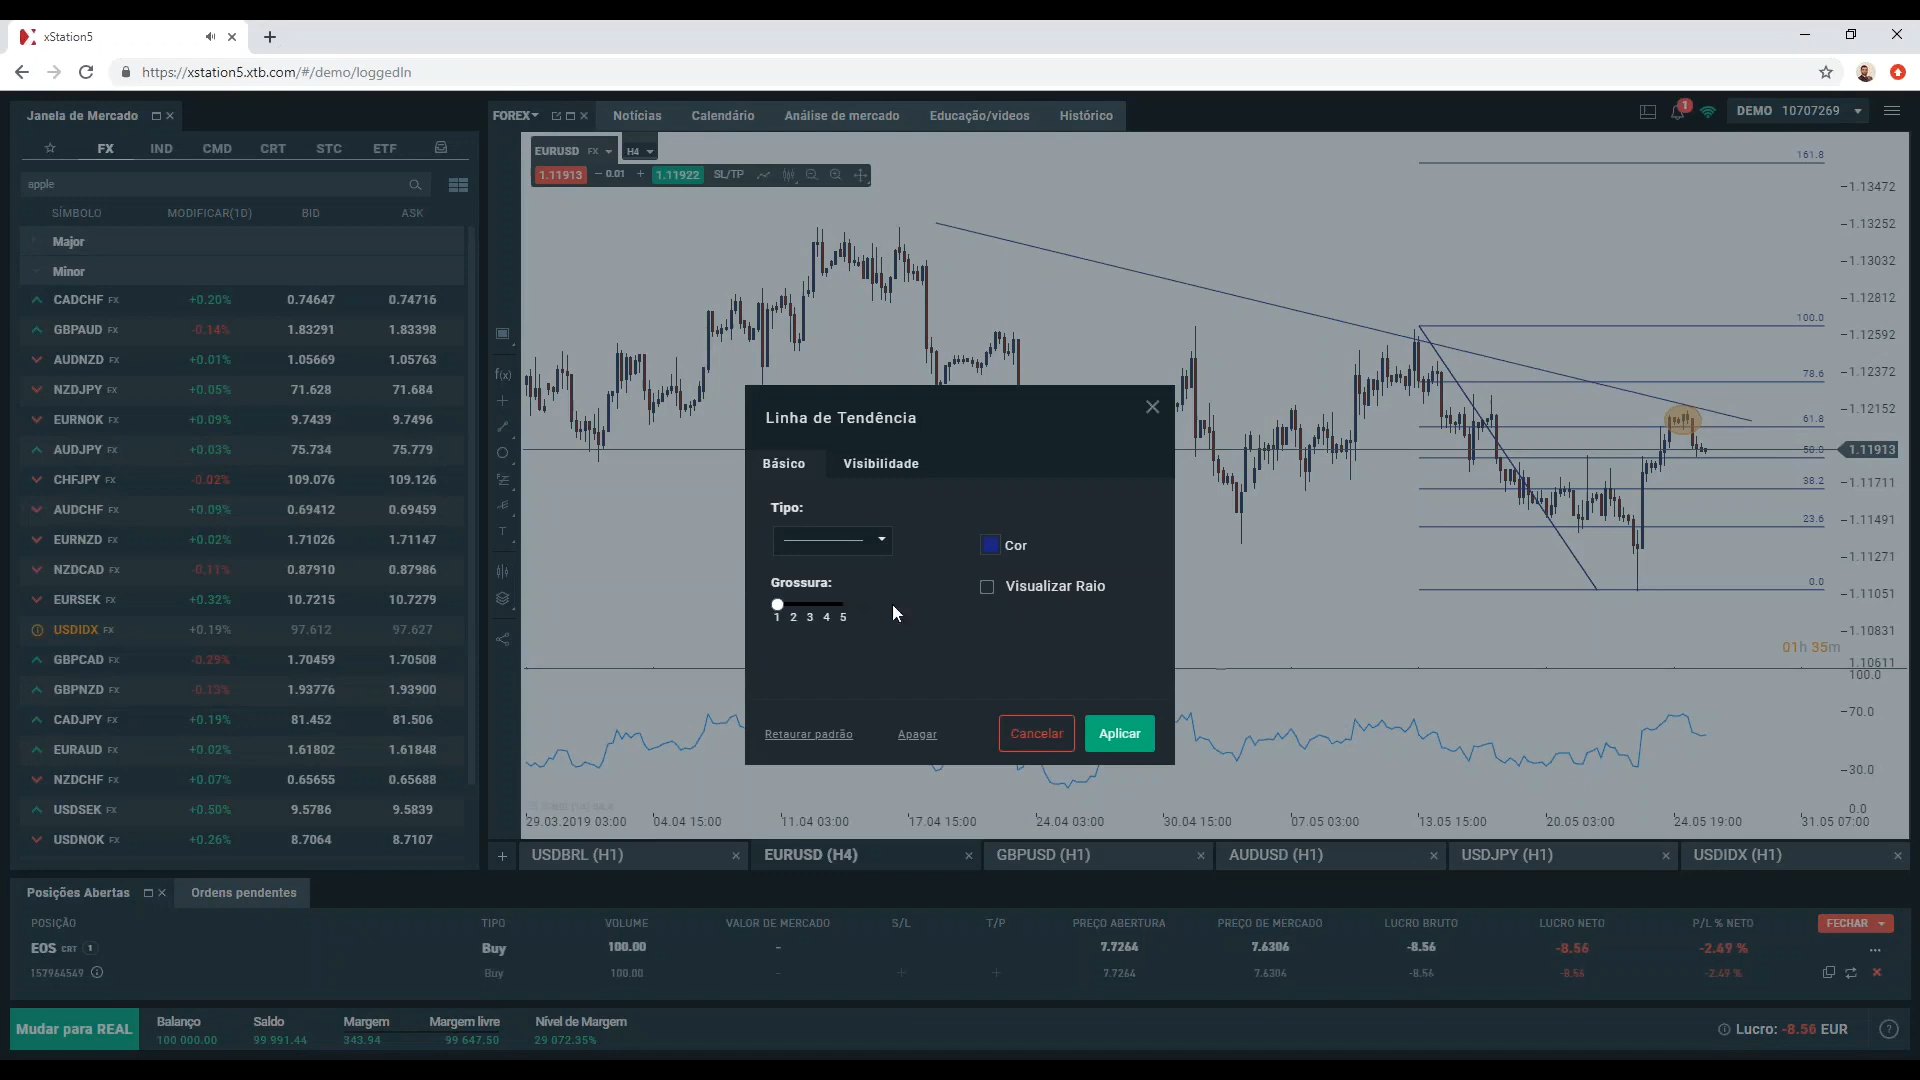 xStation5
https://xstation5.xtb.com/#/demo/loggedIn
Janela de Mercado
FOREX Notícias Calendário Análise de mercado Educação/videos Histórico
1
DEMO 10707269
FX IND CMD CRT STC ETF
apple
SÍMBOLO MODIFICAR(1D) BID ASK
Major
Minor
CADCHF FX +0.20% 0.74647 0.74716
GBPAUD FX -0.14% 1.83291 1.83398
AUDNZD FX +0.01% 1.05669 1.05763
NZDJPY FX +0.05% 71.628 71.684
EURNOK FX +0.09% 9.7439 9.7496
AUDJPY FX +0.03% 75.734 75.779
CHFJPY FX -0.02% 109.076 109.126
AUDCHF FX +0.09% 0.69412 0.69459
EURNZD FX +0.02% 1.71026 1.71147
NZDCAD FX -0.11% 0.87910 0.87986
EURSEK FX +0.32% 10.7215 10.7279
USDIDX FX +0.19% 97.612 97.627
GBPCAD FX -0.29% 1.70459 1.70508
GBPNZD FX -0.13% 1.93776 1.93900
CADJPY FX +0.19% 81.452 81.506
EURAUD FX +0.02% 1.61802 1.61848
NZDCHF FX +0.07% 0.65655 0.65688
USDSEK FX +0.50% 9.5786 9.5839
USDNOK FX +0.26% 8.7064 8.7107
f(x)
T
EURUSD FX H4
1.11913 − 0.01 + 1.11922 SL/TP
161.8
100.0
78.6
61.8
50.0
38.2
23.6
0.0
1.13472
1.13252
1.13032
1.12812
1.12592
1.12372
1.12152
1.11913
1.11711
1.11491
1.11271
1.11051
1.10831
1.10611
01h 35m
100.0
70.0
30.0
0.0
Linha de Tendência
Básico Visibilidade
Tipo:
Cor
Grossura:
Visualizar Raio
1 2 3 4 5
Retaurar padrão Apagar Cancelar Aplicar
29.03.2019 03:00 04.04 15:00 11.04 03:00 17.04 15:00 24.04 03:00 30.04 15:00 07.05 03:00 13.05 15:00 20.05 03:00 24.05 19:00 31.05 07:00
USDBRL (H1) EURUSD (H4) GBPUSD (H1) AUDUSD (H1) USDJPY (H1) USDIDX (H1)
Posições Abertas Ordens pendentes
POSIÇÃO TIPO VOLUME VALOR DE MERCADO S/L T/P PREÇO ABERTURA PREÇO DE MERCADO LUCRO BRUTO LUCRO NETO P/L % NETO FECHAR
EOS CRT 1 Buy 100.00 - 7.7264 7.6306 -8.56 -8.56 -2.49 % ...
157964549 Buy 100.00 - + + 7.7264 7.6304 -8.56 -8.56 -2.49 %
Mudar para REAL
Balanço Saldo Margem Margem livre Nível de Margem
100 000.00 99 991.44 343.94 99 647.50 29 072.35%
Lucro: -8.56 EUR
?